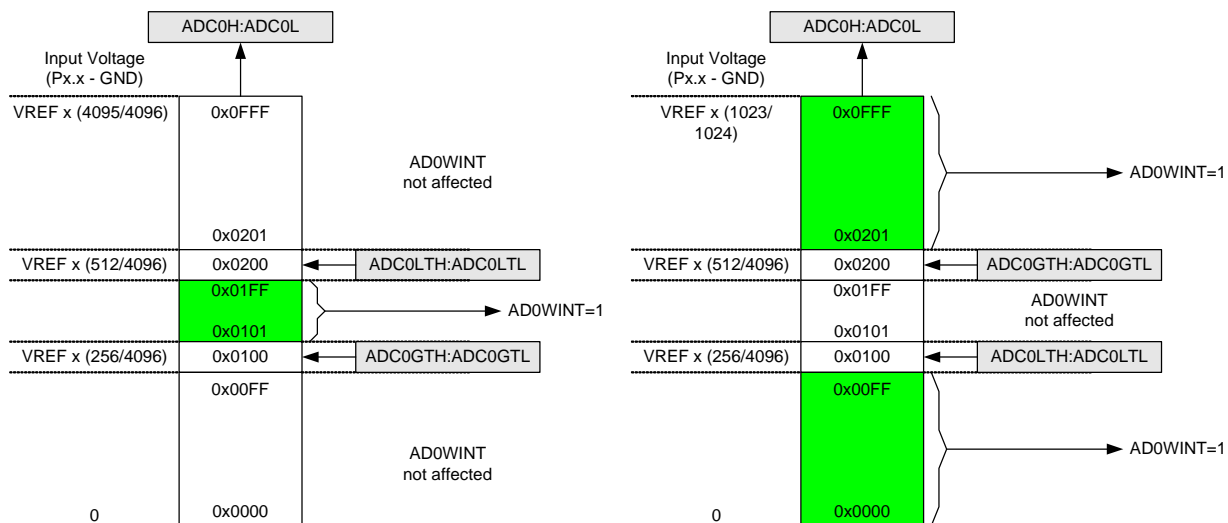 ADC0H:ADC0L
Input Voltage
(Px.x - GND)
VREF x (4095/4096)
0x0FFF
AD0WINT
not affected
0x0201
VREF x (512/4096)
0x0200
ADC0LTH:ADC0LTL
0x01FF
AD0WINT=1
0x0101
VREF x (256/4096)
0x0100
ADC0GTH:ADC0GTL
0x00FF
AD0WINT
not affected
0
0x0000
ADC0H:ADC0L
Input Voltage
(Px.x - GND)
VREF x (1023/
1024)
0x0FFF
AD0WINT=1
0x0201
VREF x (512/4096)
0x0200
ADC0GTH:ADC0GTL
0x01FF
AD0WINT
not affected
0x0101
VREF x (256/4096)
0x0100
ADC0LTH:ADC0LTL
0x00FF
AD0WINT=1
0
0x0000